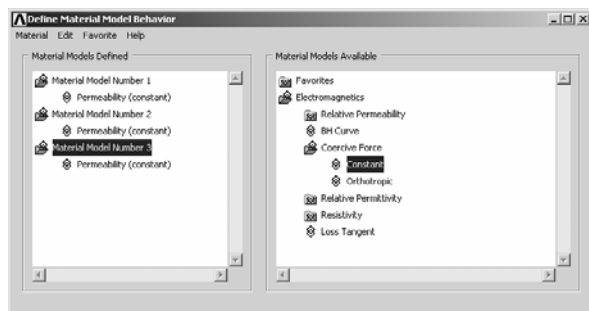 Define Material Model Behavior
Material Edit Favorite Help
Material Models Defined
Material Model Number 1
Permeability (constant)
Material Model Number 2
Permeability (constant)
Material Model Number 3
Permeability (constant)
Material Models Available
Favorites
Electromagnetics
Relative Permeability
BH Curve
Coercive Force
Constant
Orthotropic
Relative Permittivity
Resistivity
Loss Tangent